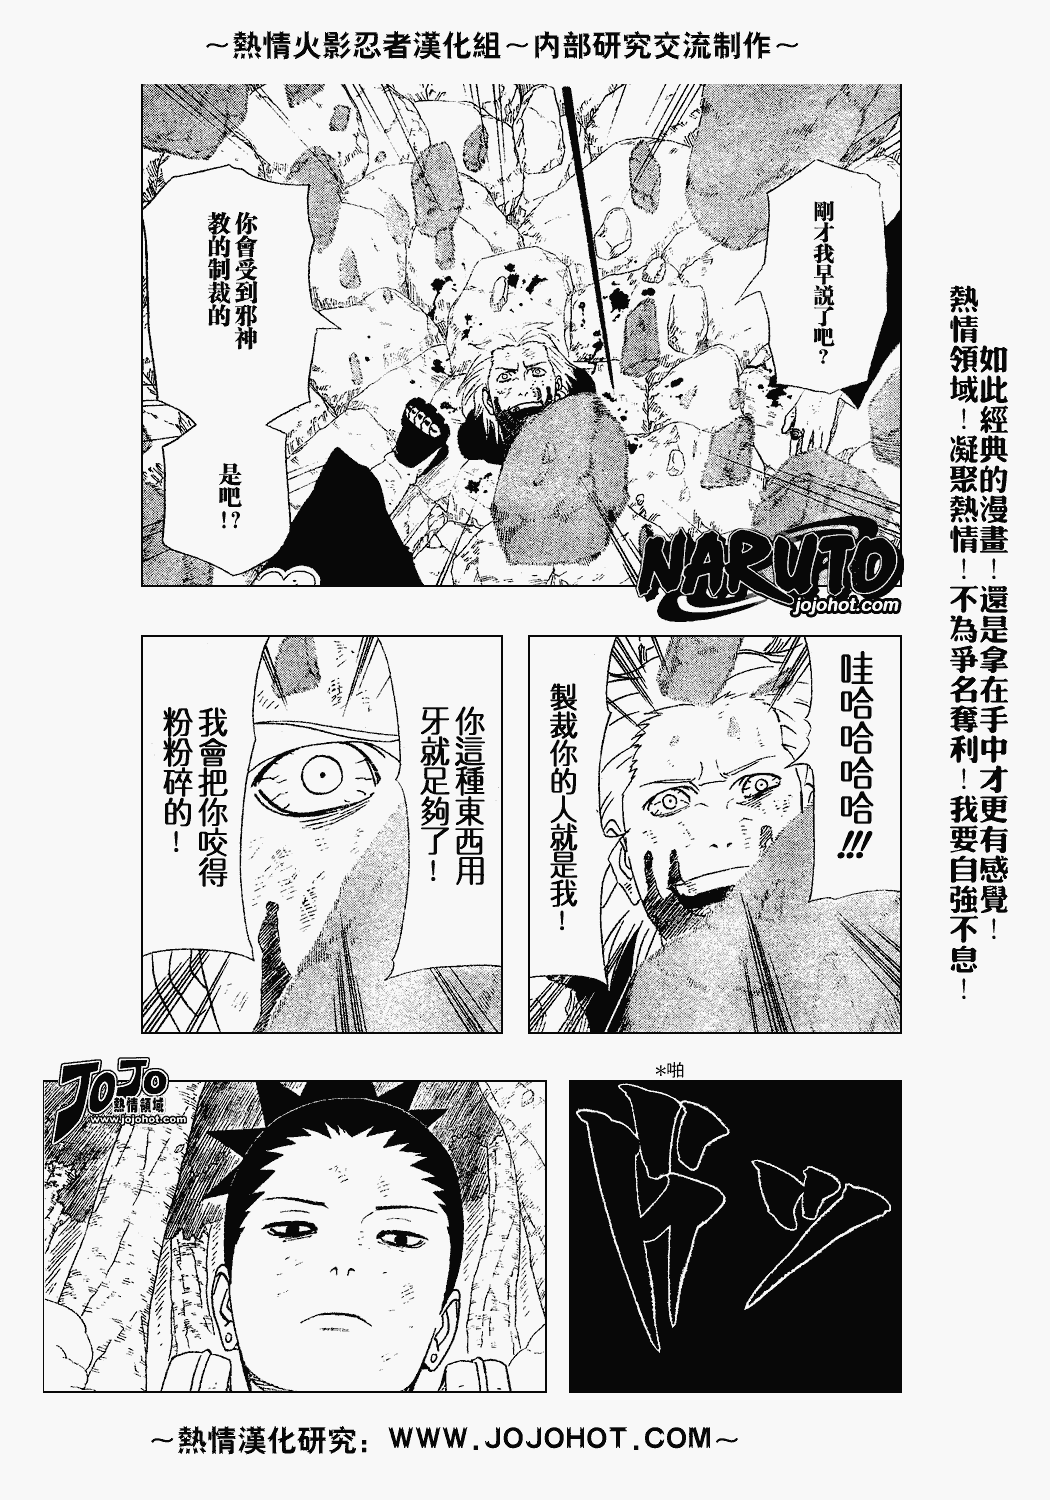 ~熱情火影忍者漢化組~内部研究交流制作~
剛才我早説了吧?
你會受到邪神
教的制裁的
是吧!?
NARUTO
jojohot.com
如此經典的漫畫!還是拿在手中才更有感覺!
熱情領域!凝聚熱情!不為爭名奪利!我要自強不息!
哇哈哈哈哈!!!
製裁你的人就是我!
你這種東西用
牙就足夠了!
我會把你咬得
粉粉碎的!
*啪
ドッ
JOJO
熱情領域
www.jojohot.com
~熱情漢化研究: WWW.JOJOHOT.COM~